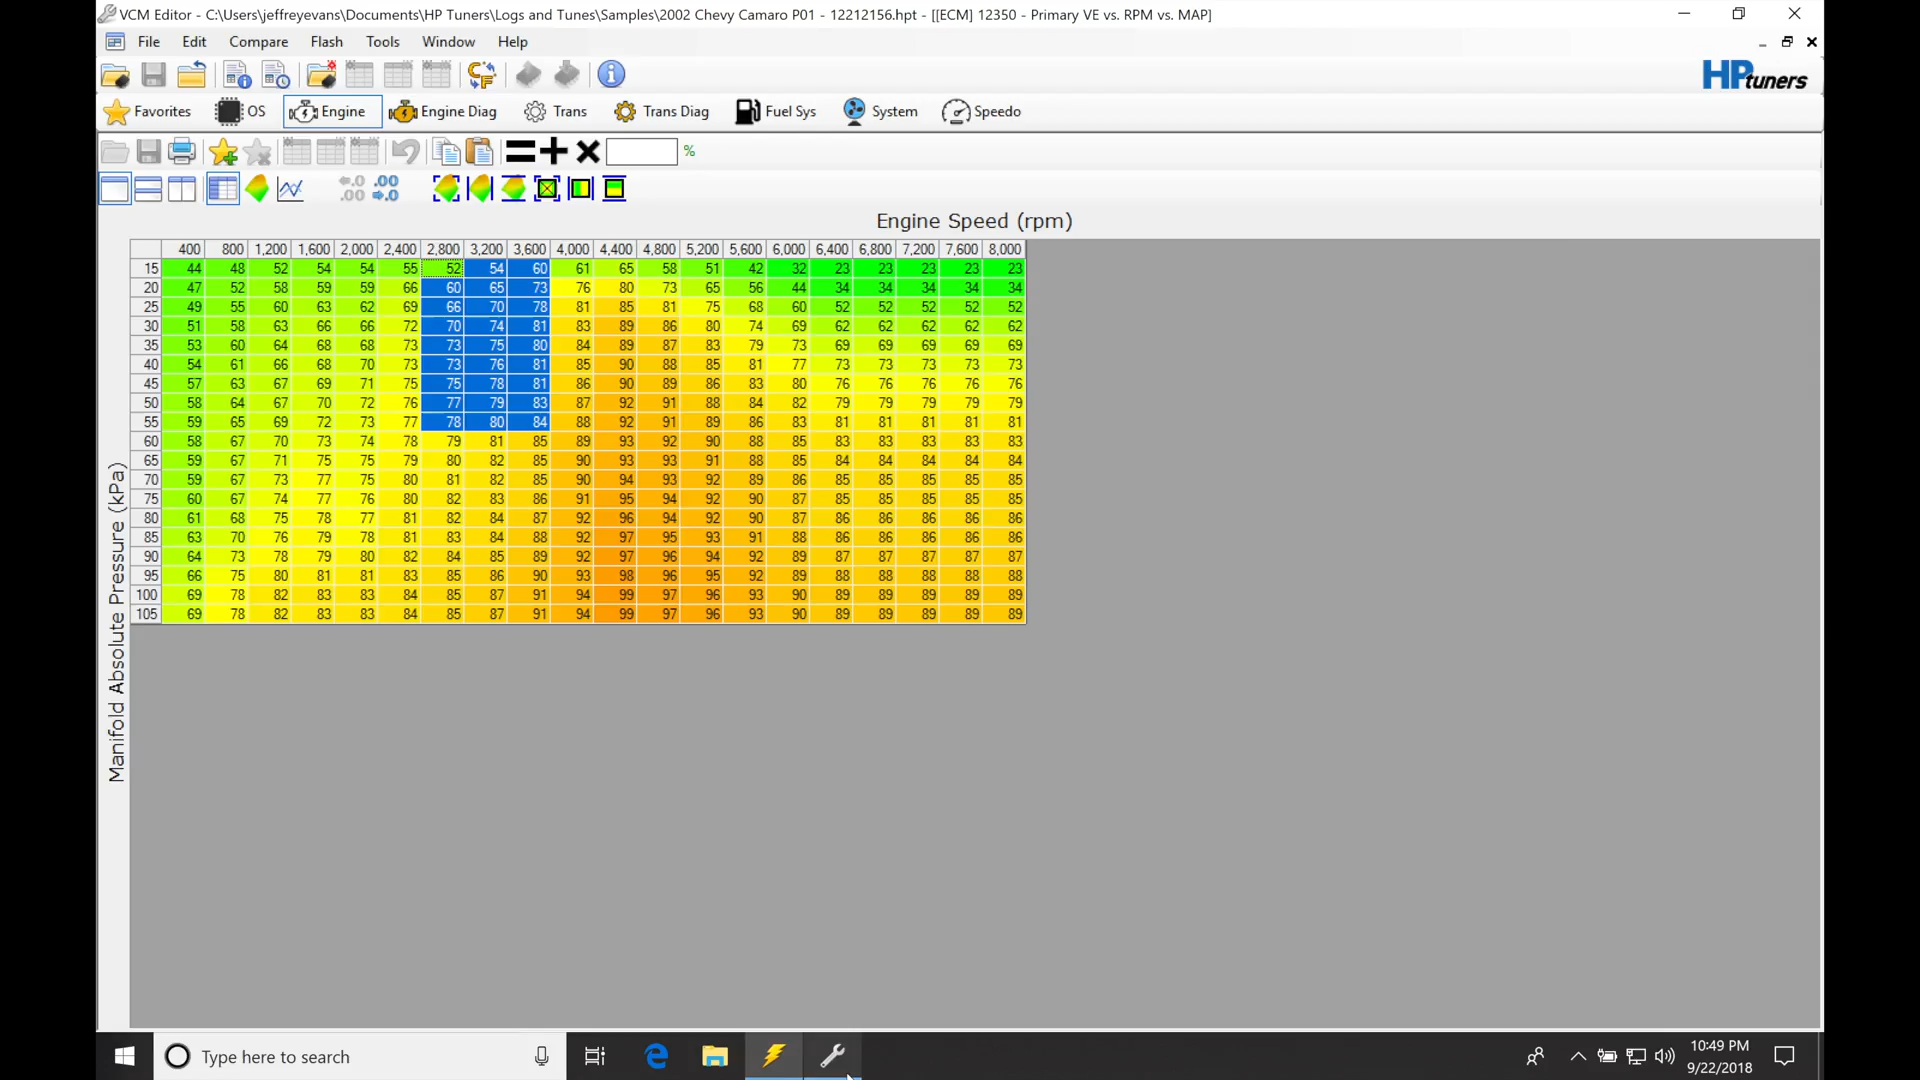 VCM Editor - C:\Users\jeffreyevans\Documents\HP Tuners\Logs and Tunes\Samples\2002 Chevy Camaro P01 - 12212156.hpt - [[ECM] 12350 - Primary VE vs. RPM vs. MAP]
File Edit Compare Flash Tools Window Help
HPtuners
Favorites OS Engine Engine Diag Trans Trans Diag Fuel Sys System Speedo
%
Engine Speed (rpm)
400 800 1,200 1,600 2,000 2,400 2,800 3,200 3,600 4,000 4,400 4,800 5,200 5,600 6,000 6,400 6,800 7,200 7,600 8,000
15 44 48 52 54 54 55 52 54 60 61 65 58 51 42 32 23 23 23 23 23
20 47 52 58 59 59 66 60 65 73 76 80 73 65 56 44 34 34 34 34 34
25 49 55 60 63 62 69 66 70 78 81 85 81 75 68 60 52 52 52 52 52
30 51 58 63 66 66 72 70 74 81 83 89 86 80 74 69 62 62 62 62 62
35 53 60 64 68 68 73 73 75 80 84 89 87 83 79 73 69 69 69 69 69
40 54 61 66 68 70 73 73 76 81 85 90 88 85 81 77 73 73 73 73 73
45 57 63 67 69 71 75 75 78 81 86 90 89 86 83 80 76 76 76 76 76
50 58 64 67 70 72 76 77 79 83 87 92 91 88 84 82 79 79 79 79 79
55 59 65 69 72 73 77 78 80 84 88 92 91 89 86 83 81 81 81 81 81
60 58 67 70 73 74 78 79 81 85 89 93 92 90 88 85 83 83 83 83 83
65 59 67 71 75 75 79 80 82 85 90 93 93 91 88 85 84 84 84 84 84
70 59 67 73 77 75 80 81 82 85 90 94 93 92 89 86 85 85 85 85 85
75 60 67 74 77 76 80 82 83 86 91 95 94 92 90 87 85 85 85 85 85
80 61 68 75 78 77 81 82 84 87 92 96 94 92 90 87 86 86 86 86 86
85 63 70 76 79 78 81 83 84 88 92 97 95 93 91 88 86 86 86 86 86
90 64 73 78 79 80 82 84 85 89 92 97 96 94 92 89 87 87 87 87 87
95 66 75 80 81 81 83 85 86 90 93 98 96 95 92 89 88 88 88 88 88
100 69 78 82 83 83 84 85 87 91 94 99 97 96 93 90 89 89 89 89 89
105 69 78 82 83 83 84 85 87 91 94 99 97 96 93 90 89 89 89 89 89
Manifold Absolute Pressure (kPa)
Type here to search
10:49 PM
9/22/2018